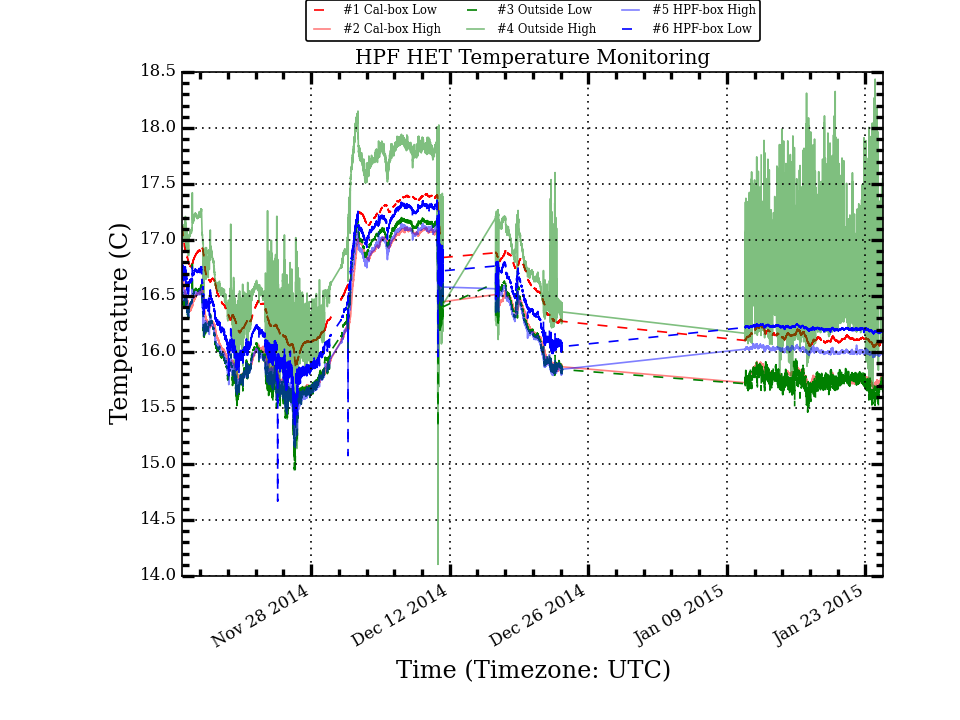 #1 Cal-box Low #3 Outside Low #5 HPF-box High
#2 Cal-box High #4 Outside High #6 HPF-box Low
HPF HET Temperature Monitoring
18.5
18.0
17.5
17.0
16.5
16.0
15.5
15.0
14.5
14.0
Temperature (C)
Nov 28 2014 Dec 12 2014 Dec 26 2014 Jan 09 2015 Jan 23 2015
Time (Timezone: UTC)